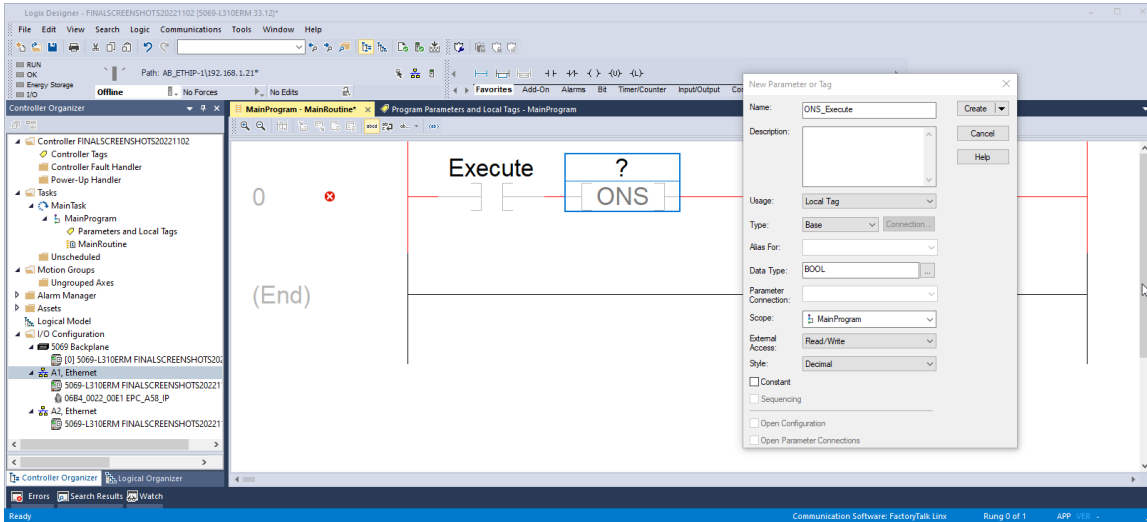 Logix Designer - FINALSCREENSHOTS20221102 [5069-L310ERM 33.12]*
File Edit View Search Logic Communications Tools Window Help
RUN
OK
Energy Storage
I/O
Path: AB_ETHIP-1\192.168.1.21*
Offline
No Forces
No Edits
Favorites Add-On Alarms Bit Timer/Counter Input/Output
Controller Organizer
MainProgram - MainRoutine*
Program Parameters and Local Tags - MainProgram
Controller FINALSCREENSHOTS20221102
Controller Tags
Controller Fault Handler
Power-Up Handler
Tasks
MainTask
MainProgram
Parameters and Local Tags
MainRoutine
Unscheduled
Motion Groups
Ungrouped Axes
Alarm Manager
Assets
Logical Model
I/O Configuration
5069 Backplane
[0] 5069-L310ERM FINALSCREENSHOTS202
A1, Ethernet
5069-L310ERM FINALSCREENSHOTS20221
06B4_0022_00E1 EPC_A58_IP
A2, Ethernet
5069-L310ERM FINALSCREENSHOTS20221
Controller Organizer
Logical Organizer
0
Execute
?
ONS
(End)
New Parameter or Tag
Name:
ONS_Execute
Create
Description:
Cancel
Help
Usage:
Local Tag
Type:
Base
Connection...
Alias For:
Data Type:
BOOL
...
Parameter
Connection:
Scope:
MainProgram
External
Access:
Read/Write
Style:
Decimal
Constant
Sequencing
Open Configuration
Open Parameter Connections
Errors
Search Results
Watch
Ready
Communication Software: FactoryTalk Linx
Rung 0 of 1
APP VER